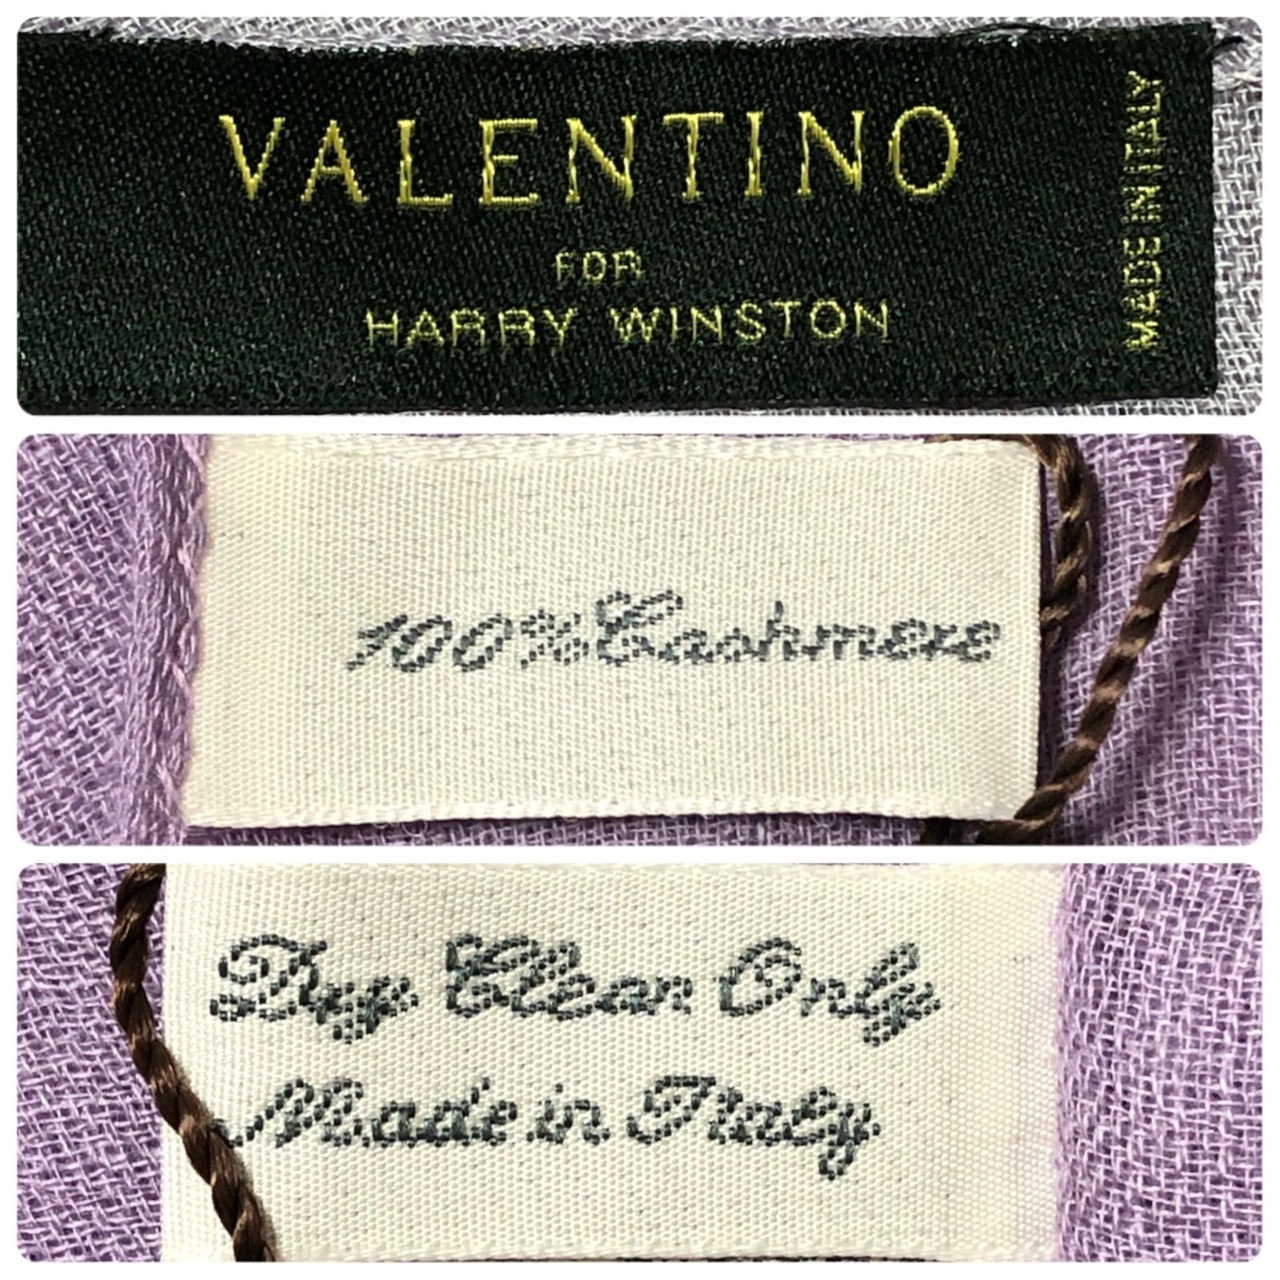 VALENTINO
FOR
HARRY WINSTON
MADE IN ITALY
100%Cashmere
Dry Clean Only
Made in Italy